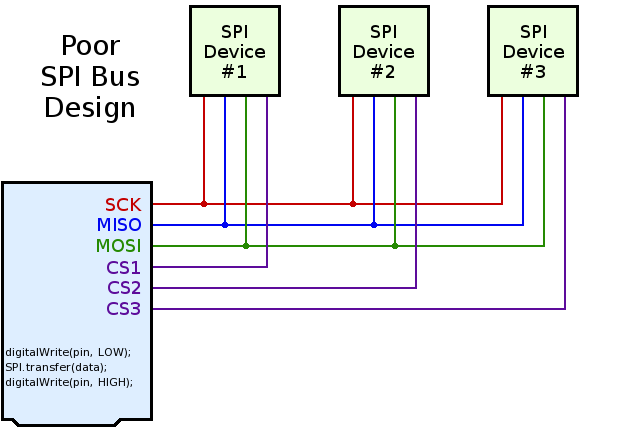 Poor
SPI Bus
Design
SPI
Device
#1
SPI
Device
#2
SPI
Device
#3
SCK
MISO
MOSI
CS1
CS2
CS3
digitalWrite(pin, LOW);
SPI.transfer(data);
digitalWrite(pin, HIGH);